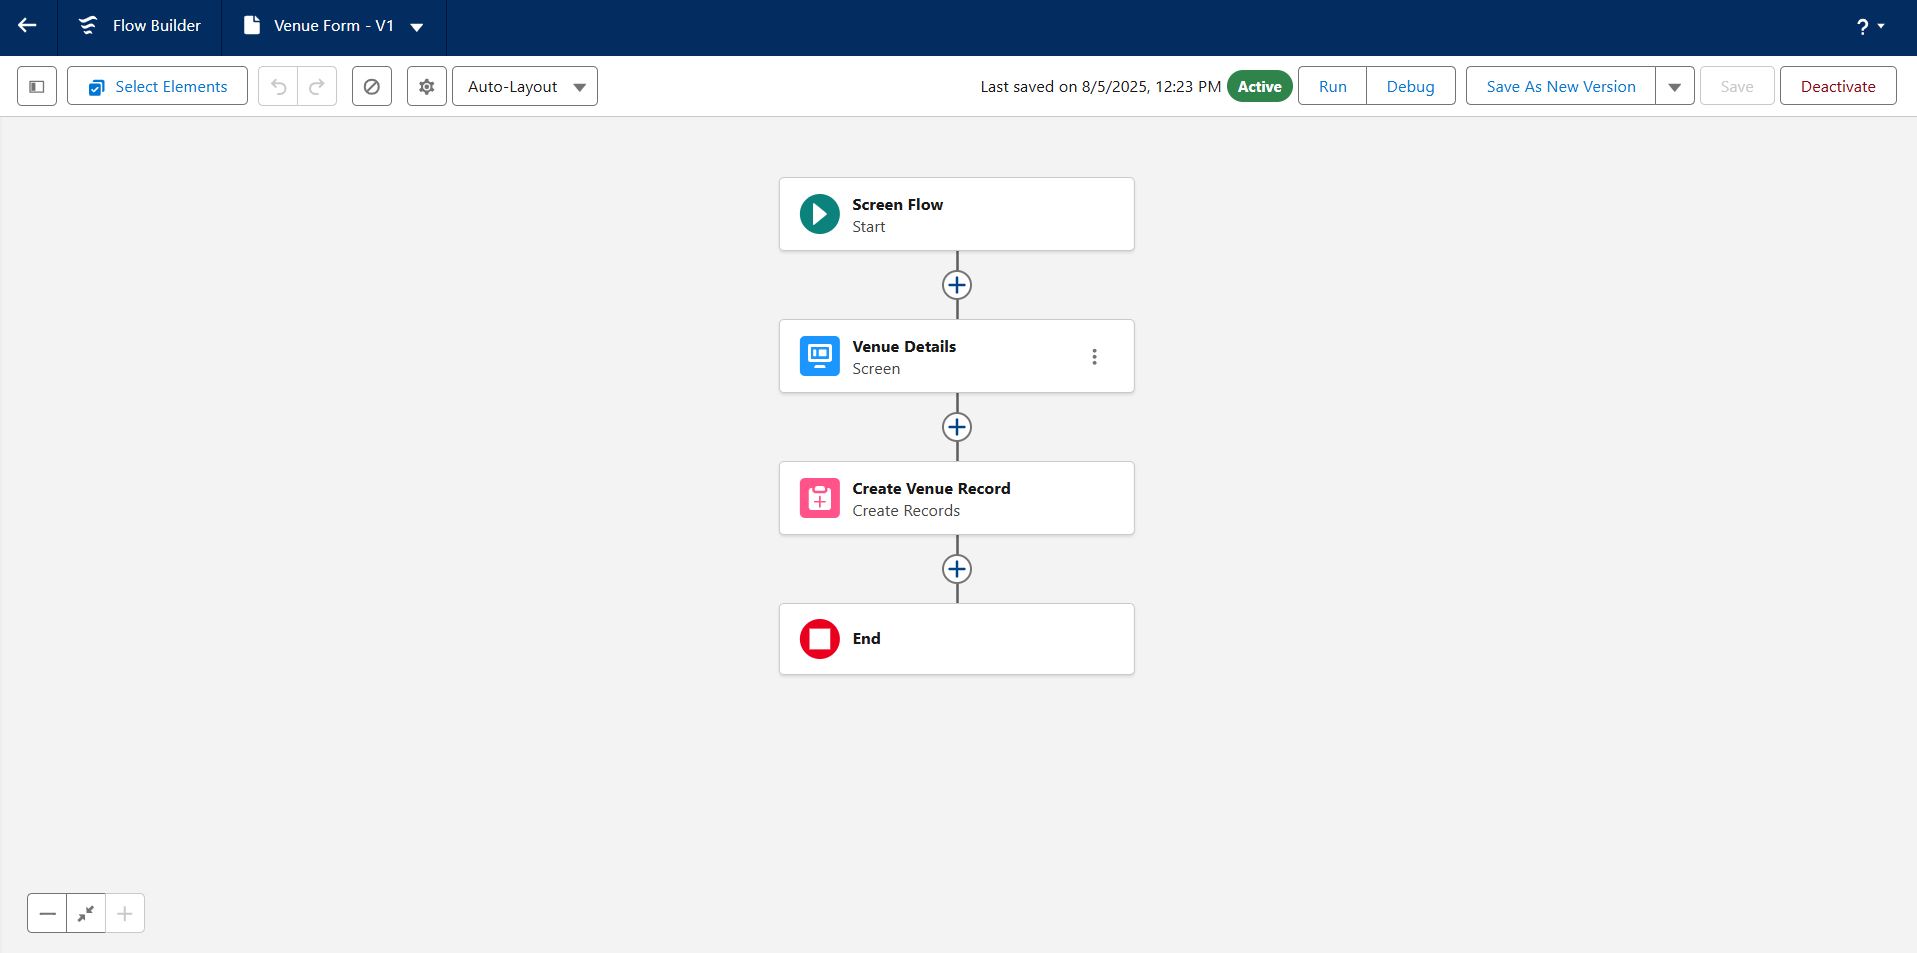 Flow Builder
Venue Form - V1
?
Select Elements
Auto-Layout
Last saved on 8/5/2025, 12:23 PM
Active
Run
Debug
Save As New Version
Save
Deactivate
Screen Flow
Start
Venue Details
Screen
Create Venue Record
Create Records
End